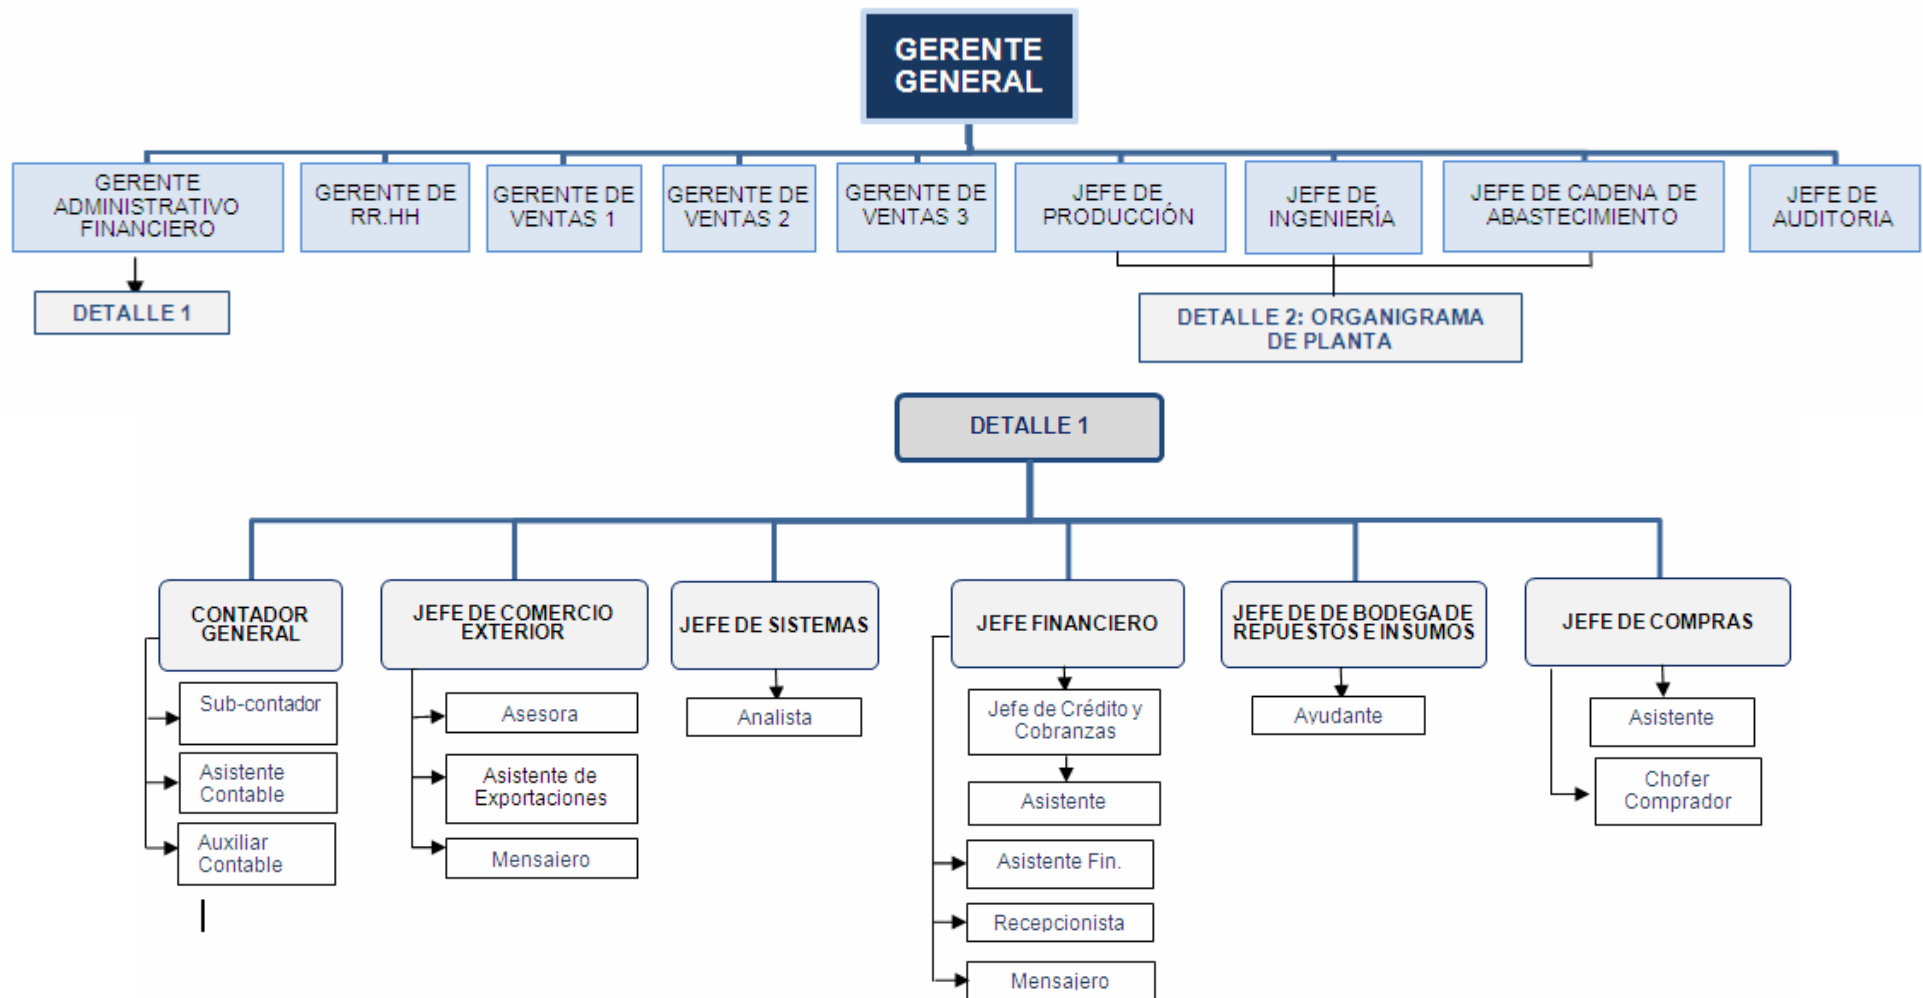 GERENTE
GENERAL
GERENTE
ADMINISTRATIVO
FINANCIERO
GERENTE DE
RR.HH
GERENTE DE
VENTAS 1
GERENTE DE
VENTAS 2
GERENTE DE
VENTAS 3
JEFE DE
PRODUCCIÓN
JEFE DE
INGENIERÍA
JEFE DE CADENA DE
ABASTECIMIENTO
JEFE DE
AUDITORIA
DETALLE 1
DETALLE 2: ORGANIGRAMA
DE PLANTA
DETALLE 1
CONTADOR
GENERAL
JEFE DE COMERCIO
EXTERIOR
JEFE DE SISTEMAS
JEFE FINANCIERO
JEFE DE DE BODEGA DE
REPUESTOS E INSUMOS
JEFE DE COMPRAS
Sub-contador
Asistente
Contable
Auxiliar
Contable
Asesora
Asistente de
Exportaciones
Mensajero
Analista
Jefe de Crédito y
Cobranzas
Asistente
Asistente Fin.
Recepcionista
Mensajero
Ayudante
Asistente
Chofer
Comprador